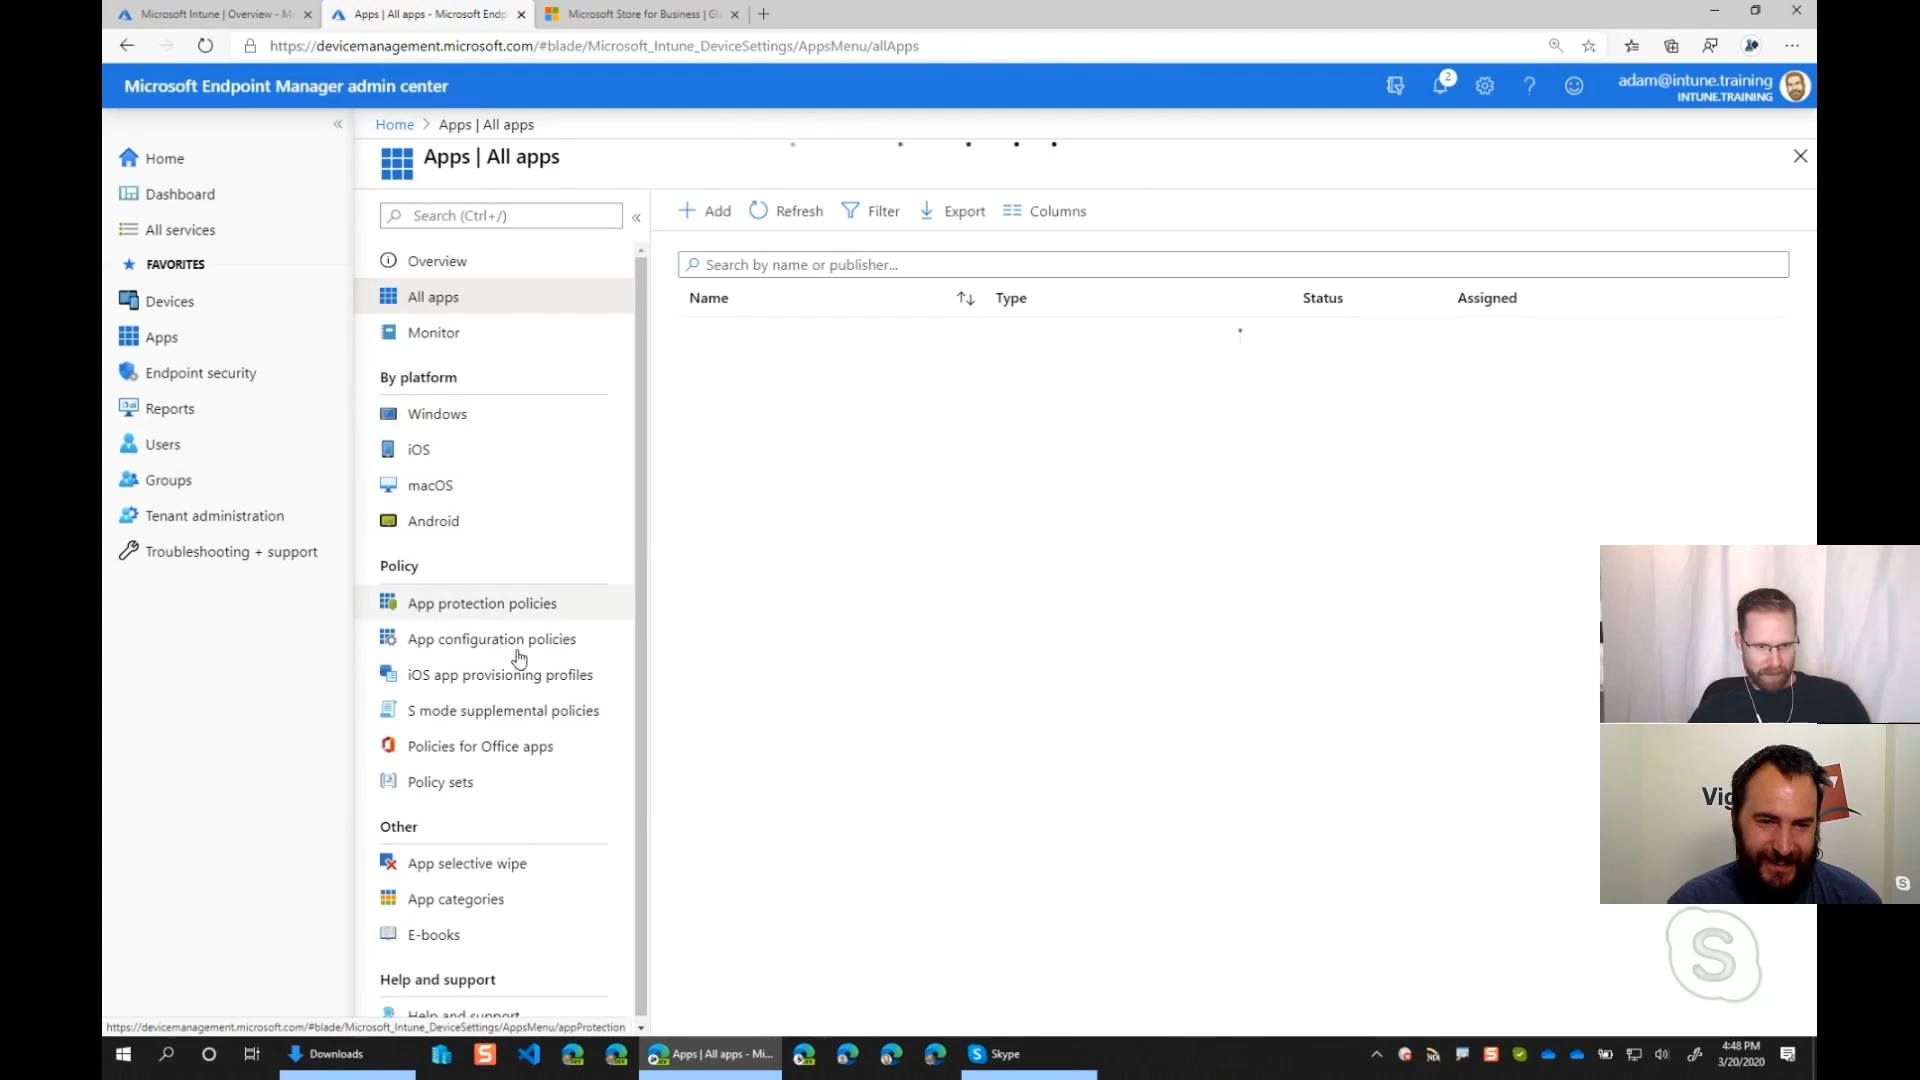 Microsoft Intune | Overview - M
Apps | All apps - Microsoft Endp
Microsoft Store for Business | Gl
https://devicemanagement.microsoft.com/#blade/Microsoft_Intune_DeviceSettings/AppsMenu/allApps
Microsoft Endpoint Manager admin center
2
adam@intune.training
INTUNE.TRAINING
Home > Apps | All apps
Apps | All apps
Home
Dashboard
All services
FAVORITES
Devices
Apps
Endpoint security
Reports
Users
Groups
Tenant administration
Troubleshooting + support
Search (Ctrl+/)
Overview
All apps
Monitor
By platform
Windows
iOS
macOS
Android
Policy
App protection policies
App configuration policies
iOS app provisioning profiles
S mode supplemental policies
Policies for Office apps
Policy sets
Other
App selective wipe
App categories
E-books
Help and support
Help and support
Add Refresh Filter Export Columns
Search by name or publisher...
Name Type Status Assigned
Vig
S
https://devicemanagement.microsoft.com/#blade/Microsoft_Intune_DeviceSettings/AppsMenu/appProtection
Downloads
Apps | All apps - Mi...
Skype
4:48 PM
3/20/2020